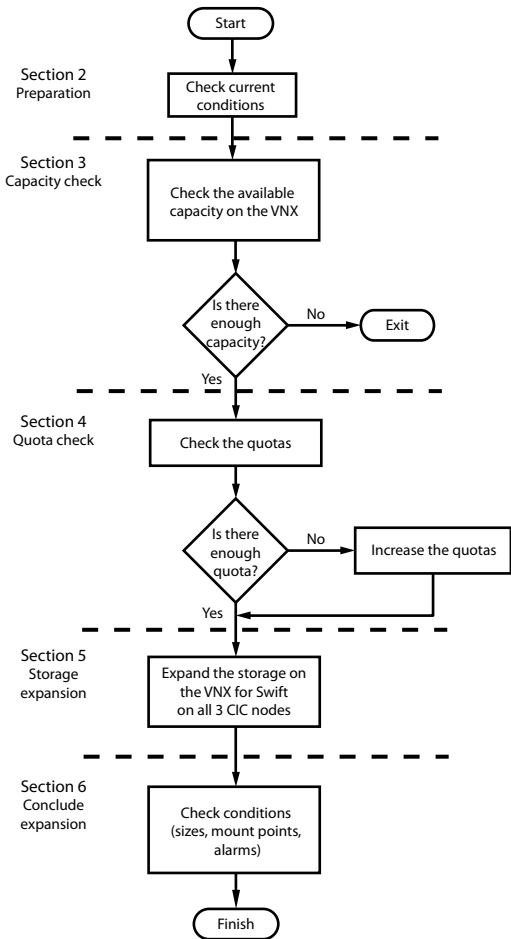 Start
Section 2
Preparation
Check current
conditions
Section 3
Capacity check
Check the available
capacity on the VNX
Is there
enough
capacity?
No
Exit
Yes
Section 4
Quota check
Check the quotas
Is there
enough
quota?
No
Increase the quotas
Yes
Section 5
Storage
expansion
Expand the storage on
the VNX for Swift
on all 3 CIC nodes
Section 6
Conclude
expansion
Check conditions
(sizes, mount points,
alarms)
Finish